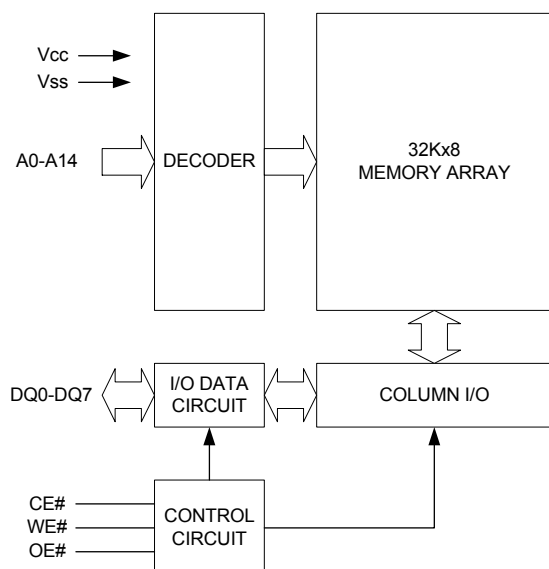 Vcc
Vss
A0-A14
DECODER
32Kx8
MEMORY ARRAY
DQ0-DQ7
I/O DATA
CIRCUIT
COLUMN I/O
CE#
WE#
OE#
CONTROL
CIRCUIT